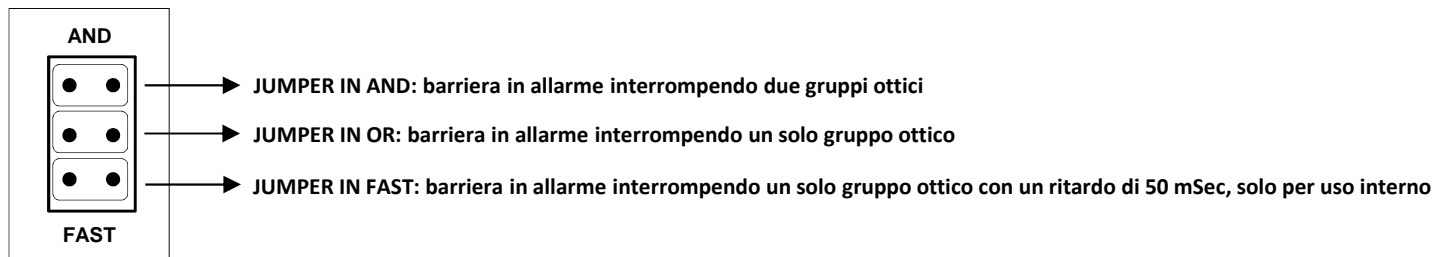 AND
JUMPER IN AND: barriera in allarme interrompendo due gruppi ottici
JUMPER IN OR: barriera in allarme interrompendo un solo gruppo ottico
JUMPER IN FAST: barriera in allarme interrompendo un solo gruppo ottico con un ritardo di 50 mSec, solo per uso interno
FAST